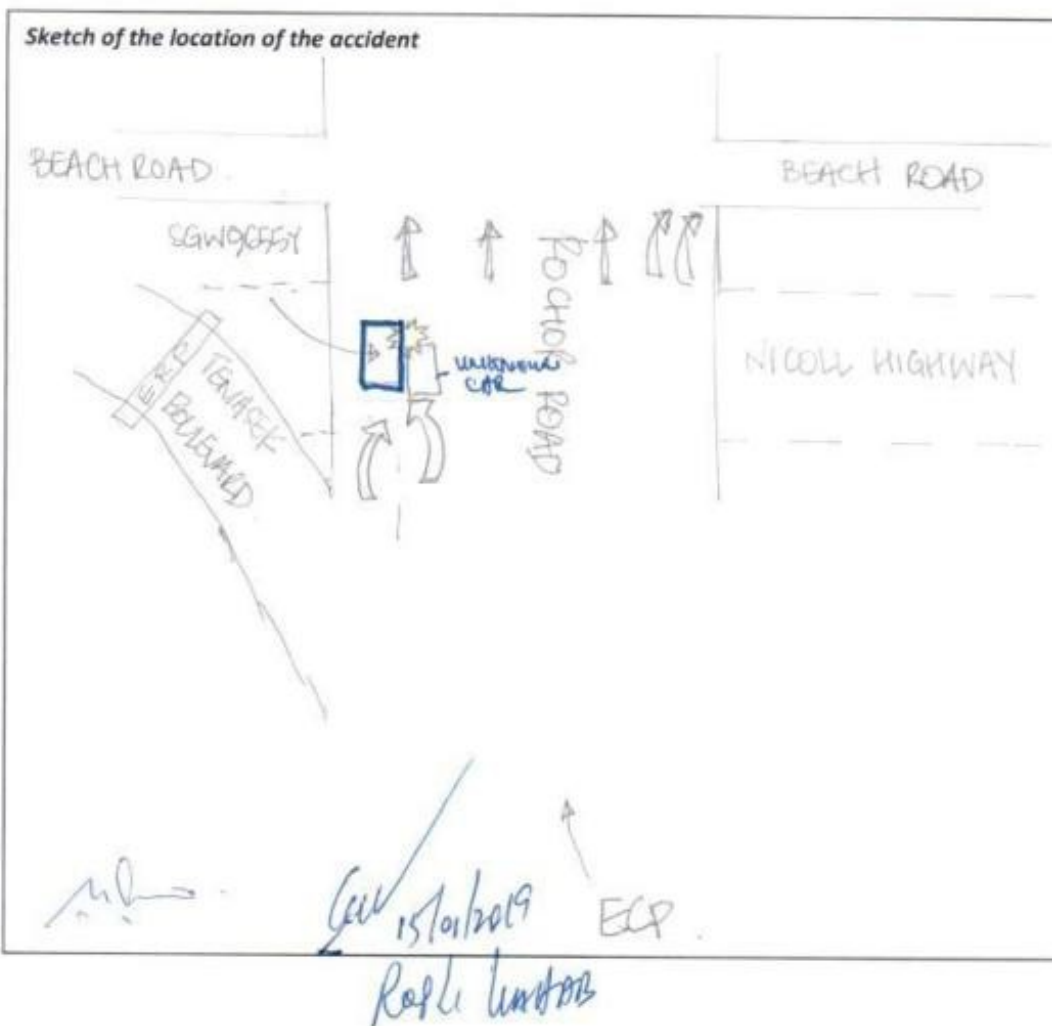 Sketch of the location of the accident
BEACH ROAD.
BEACH ROAD
SGW9655Y
ROCHOR ROAD
UNKNOWN
CAR
NICOLL HIGHWAY
ERP
TEMASEK
BOULEVARD
15/01/2019
ECP.